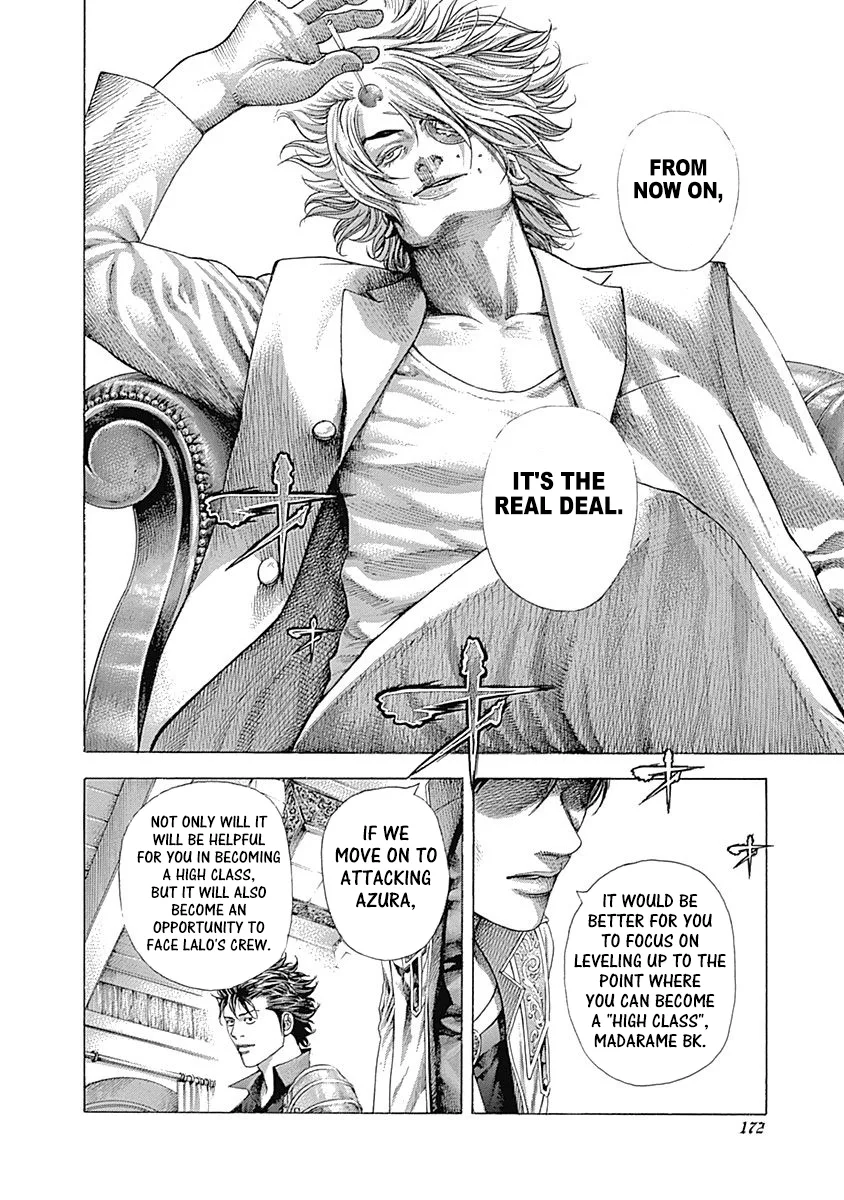 FROM
NOW ON,
IT'S THE
REAL DEAL.
IT WOULD BE
BETTER FOR YOU
TO FOCUS ON
LEVELING UP TO THE
POINT WHERE
YOU CAN BECOME
A "HIGH CLASS",
MADARAME BK.
IF WE
MOVE ON TO
ATTACKING
AZURA,
NOT ONLY WILL IT
WILL BE HELPFUL
FOR YOU IN BECOMING
A HIGH CLASS,
BUT IT WILL ALSO
BECOME AN
OPPORTUNITY TO
FACE LALO'S CREW.
172